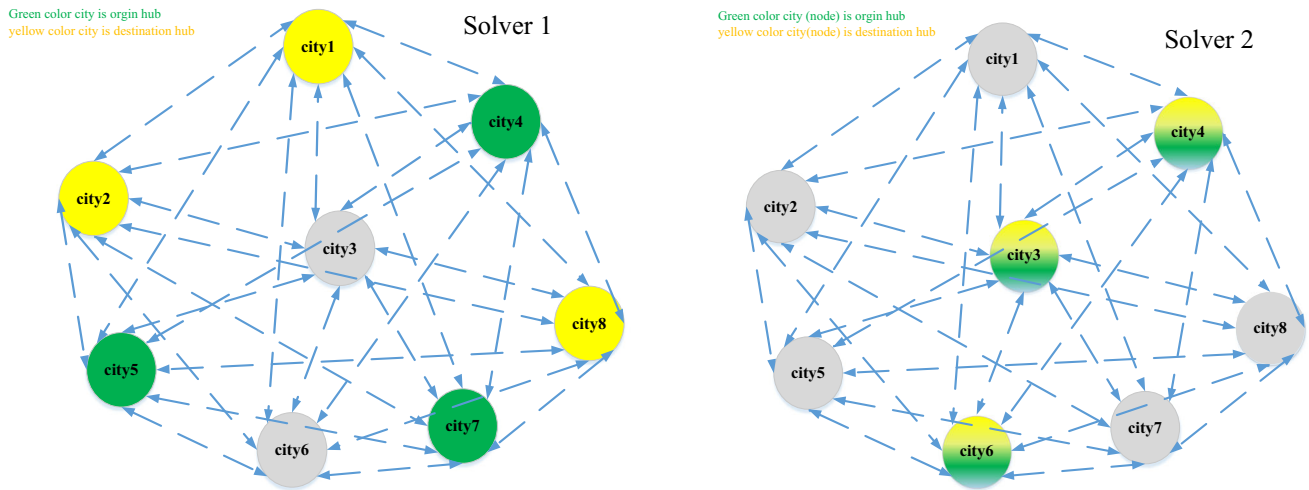 Green color city is orgin hub
yellow color city is destination hub
Solver 1
city1
city4
city2
city3
city8
city5
city7
city6
Green color city (node) is orgin hub
yellow color city(node) is destination hub
Solver 2
city1
city4
city2
city3
city8
city5
city7
city6